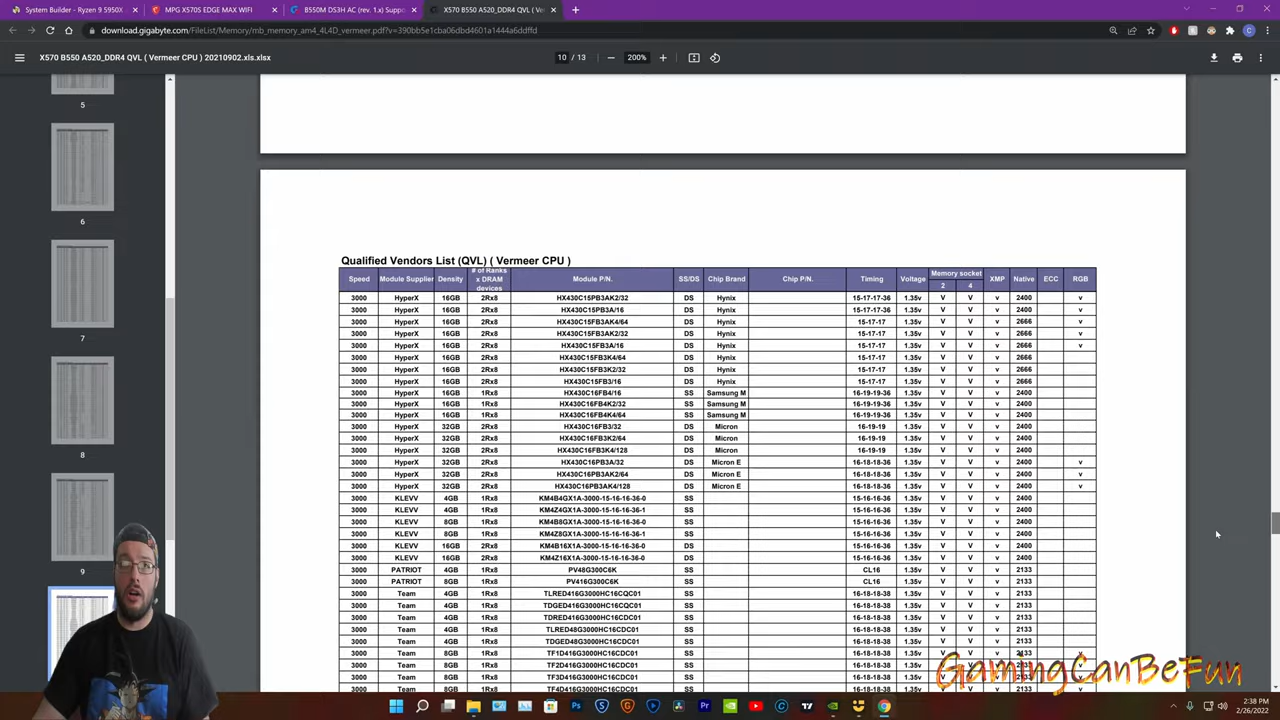 System Builder - Ryzen 9 5950X
MPG X570S EDGE MAX WIFI
B550M DS3H AC (rev. 1.x) Suppo
X570 B550 A520_DDR4 QVL ( Ver
download.gigabyte.com/FileList/Memory/mb_memory_am4_4L4D_vermeer.pdf?v=390bb5e1cba06dbd4601a1444a6ddffd
X570 B550 A520_DDR4 QVL ( Vermeer CPU ) 20210902.xls.xlsx
10 / 13
200%
5
6
7
8
9
Qualified Vendors List (QVL) ( Vermeer CPU )
Speed Module Supplier Density # of Ranks x DRAM devices Module P/N. SS/DS Chip Brand Chip P/N. Timing Voltage Memory socket 2 4 XMP Native ECC RGB
3000 HyperX 16GB 2Rx8 HX430C15PB3AK2/32 DS Hynix 15-17-17-36 1.35v V V v 2400 v
3000 HyperX 16GB 2Rx8 HX430C15PB3A/16 DS Hynix 15-17-17-36 1.35v V V v 2400 v
3000 HyperX 16GB 2Rx8 HX430C15FB3AK4/64 DS Hynix 15-17-17 1.35v V V v 2666 v
3000 HyperX 16GB 2Rx8 HX430C15FB3AK2/32 DS Hynix 15-17-17 1.35v V V v 2666 v
3000 HyperX 16GB 2Rx8 HX430C15FB3A/16 DS Hynix 15-17-17 1.35v V V v 2666 v
3000 HyperX 16GB 2Rx8 HX430C15FB3K4/64 DS Hynix 15-17-17 1.35v V V v 2666
3000 HyperX 16GB 2Rx8 HX430C15FB3K2/32 DS Hynix 15-17-17 1.35v V V v 2666
3000 HyperX 16GB 2Rx8 HX430C15FB3/16 DS Hynix 15-17-17 1.35v V V v 2666
3000 HyperX 16GB 1Rx8 HX430C16FB4/16 SS Samsung M 16-19-19-36 1.35v V V v 2400
3000 HyperX 16GB 1Rx8 HX430C16FB4K2/32 SS Samsung M 16-19-19-36 1.35v V V v 2400
3000 HyperX 16GB 1Rx8 HX430C16FB4K4/64 SS Samsung M 16-19-19-36 1.35v V V v 2400
3000 HyperX 32GB 2Rx8 HX430C16FB3/32 DS Micron 16-19-19 1.35v V V v 2400
3000 HyperX 32GB 2Rx8 HX430C16FB3K2/64 DS Micron 16-19-19 1.35v V V v 2400
3000 HyperX 32GB 2Rx8 HX430C16FB3K4/128 DS Micron 16-19-19 1.35v V V v 2400
3000 HyperX 32GB 2Rx8 HX430C16PB3A/32 DS Micron E 16-18-18-36 1.35v V V v 2400 v
3000 HyperX 32GB 2Rx8 HX430C16PB3AK2/64 DS Micron E 16-18-18-36 1.35v V V v 2400 v
3000 HyperX 32GB 2Rx8 HX430C16PB3AK4/128 DS Micron E 16-18-18-36 1.35v V V v 2400 v
3000 KLEVV 4GB 1Rx8 KM4B4GX1A-3000-15-16-16-36-0 SS 15-16-16-36 1.35v V V v 2400
3000 KLEVV 4GB 1Rx8 KM4Z4GX1A-3000-15-16-16-36-1 SS 15-16-16-36 1.35v V V v 2400
3000 KLEVV 8GB 1Rx8 KM4B8GX1A-3000-15-16-16-36-0 SS 15-16-16-36 1.35v V V v 2400
3000 KLEVV 8GB 1Rx8 KM4Z8GX1A-3000-15-16-16-36-1 SS 15-16-16-36 1.35v V V v 2400
3000 KLEVV 16GB 2Rx8 KM4B16X1A-3000-15-16-16-36-0 SS 15-16-16-36 1.35v V V v 2400
3000 KLEVV 16GB 2Rx8 KM4Z16X1A-3000-15-16-16-36-0 SS 15-16-16-36 1.35v V V v 2400
3000 PATRIOT 4GB 1Rx8 PV48G300C6K SS CL16 1.35v V V v 2133
3000 PATRIOT 8GB 1Rx8 PV416G300C6K SS CL16 1.35v V V v 2133
3000 Team 4GB 1Rx8 TLRED416G3000HC16CQC01 SS 16-18-18-38 1.35v V V v 2133
3000 Team 4GB 1Rx8 TDGED416G3000HC16CQC01 SS 16-18-18-38 1.35v V V v 2133
3000 Team 4GB 1Rx8 TDRED416G3000HC16CDC01 SS 16-18-18-38 1.35v V V v 2133
3000 Team 4GB 1Rx8 TLRED48G3000HC16CDC01 SS 16-18-18-38 1.35v V V v 2133
3000 Team 4GB 1Rx8 TDGED48G3000HC16CDC01 SS 16-18-18-38 1.35v V V v 2133
3000 Team 8GB 1Rx8 TF1D416G3000HC16CDC01 SS 16-18-18-38 1.35v V V v 2133
3000 Team 8GB 1Rx8 TF2D416G3000HC16CDC01 SS 16-18-18-38 1.35v
3000 Team 8GB 1Rx8 TF3D416G3000HC16CDC01 SS 16-18-18-38 1.35v
3000 Team 8GB 1Rx8 TF4D416G3000HC16CDC01 SS 16-18-18-38 1.35v
GamingCanBeFun
2:38 PM
2/26/2022